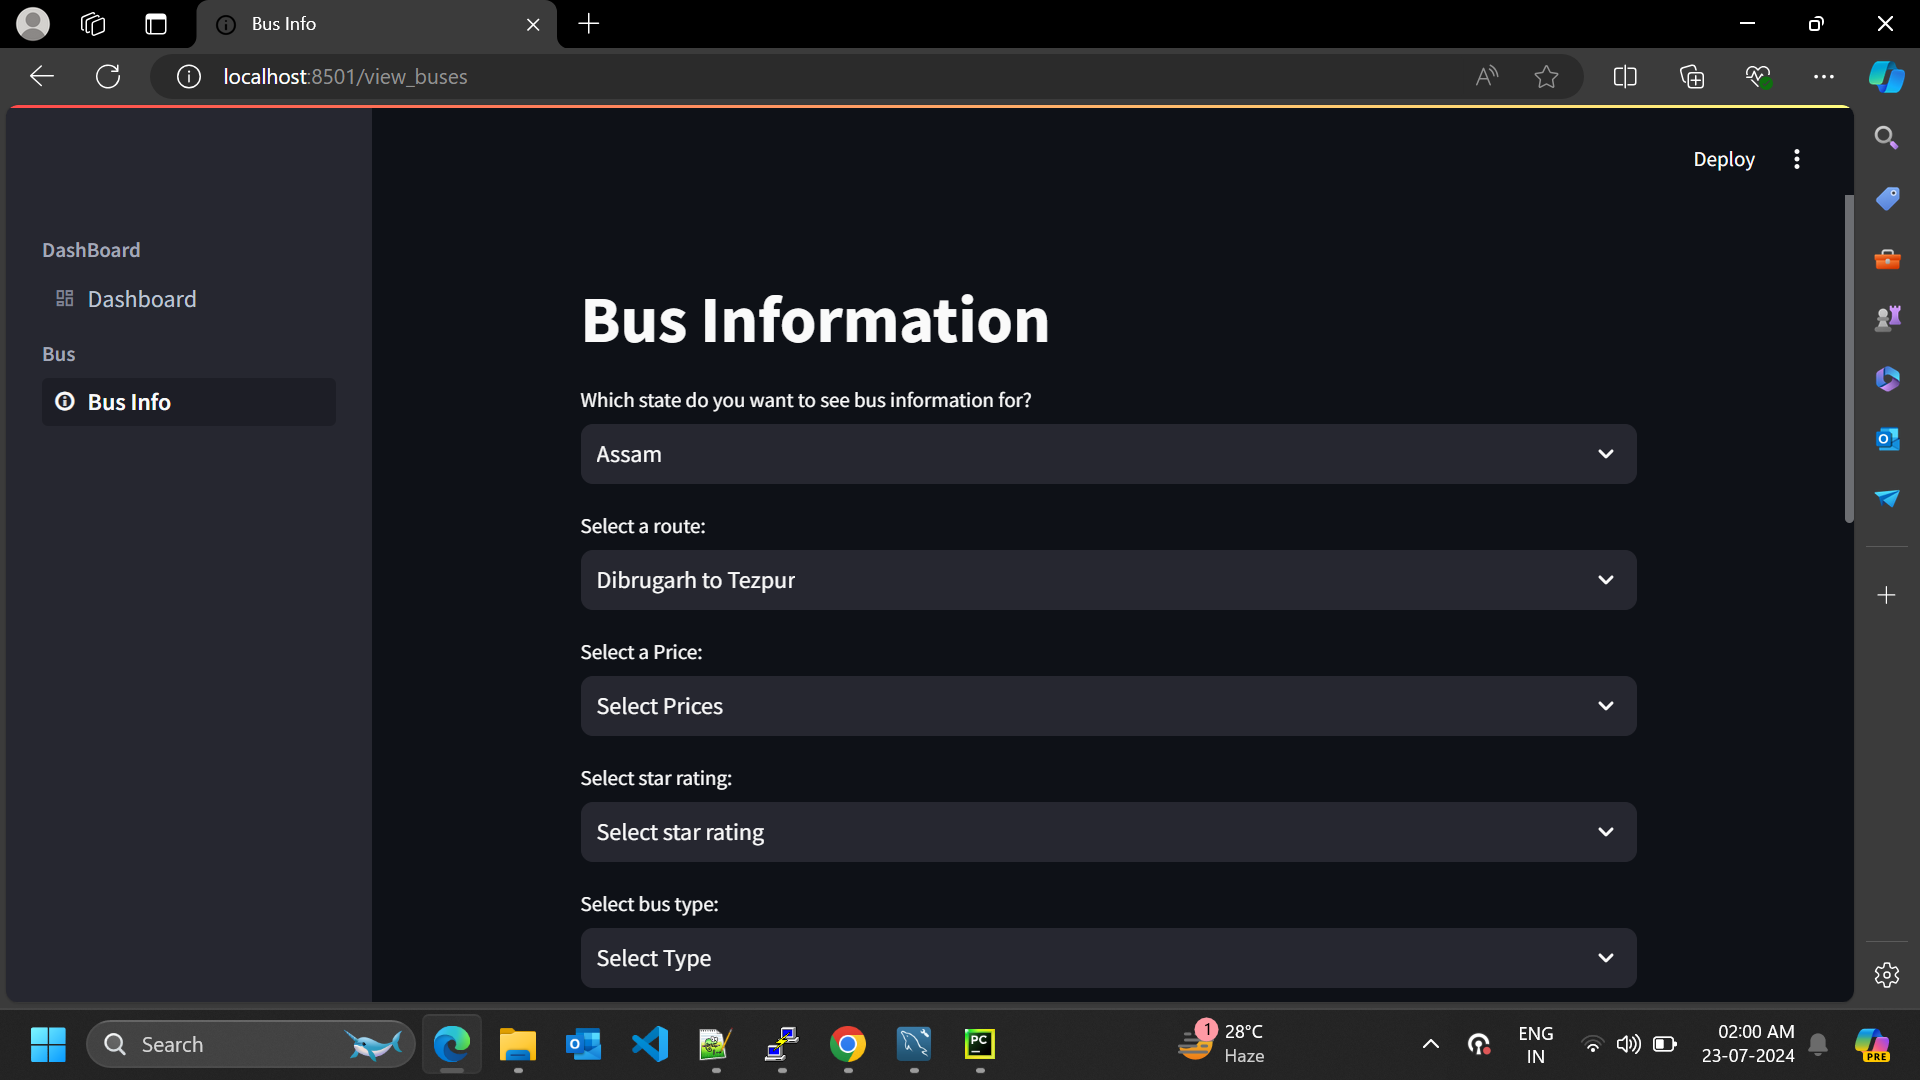 Bus Info
localhost:8501/view_buses
Deploy
DashBoard
Dashboard
Bus
Bus Info
Bus Information
Which state do you want to see bus information for?
Assam
Select a route:
Dibrugarh to Tezpur
Select a Price:
Select Prices
Select star rating:
Select star rating
Select bus type:
Select Type
Search
PC
1
28°C
Haze
ENG
IN
02:00 AM
23-07-2024
PRE